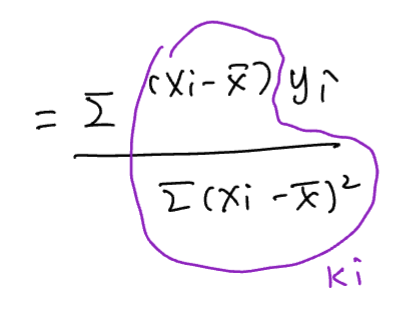 = Σ (xi - x̄) yi
Σ (xi - x̄)²
ki